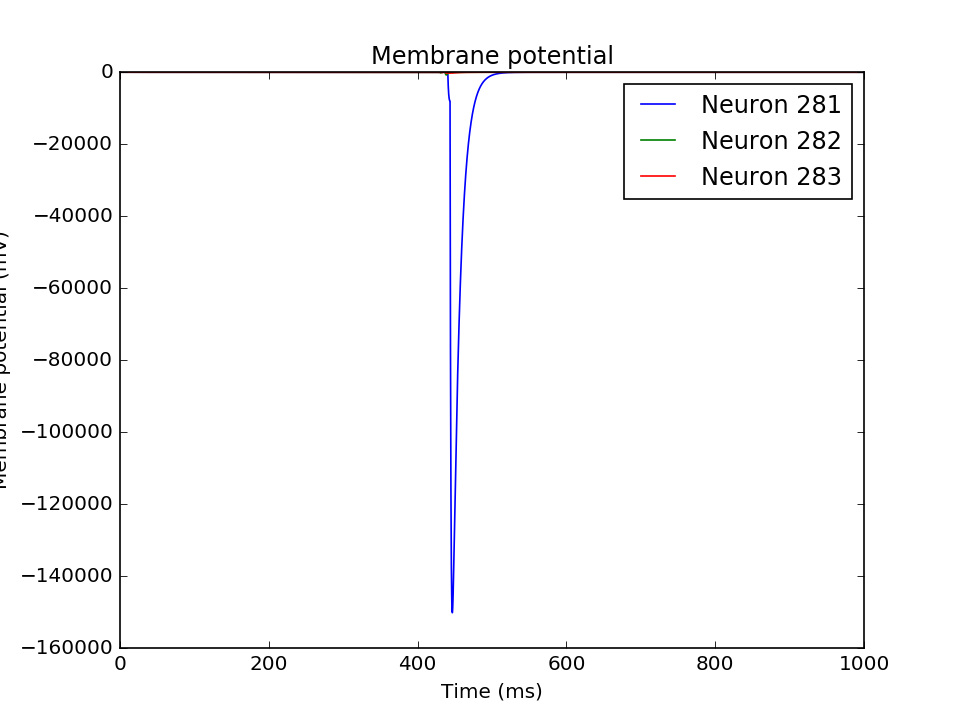 Membrane potential
Neuron 281
Neuron 282
Neuron 283
0
−20000
−40000
−60000
−80000
−100000
−120000
−140000
−160000
Membrane potential (mV)
0 200 400 600 800 1000
Time (ms)